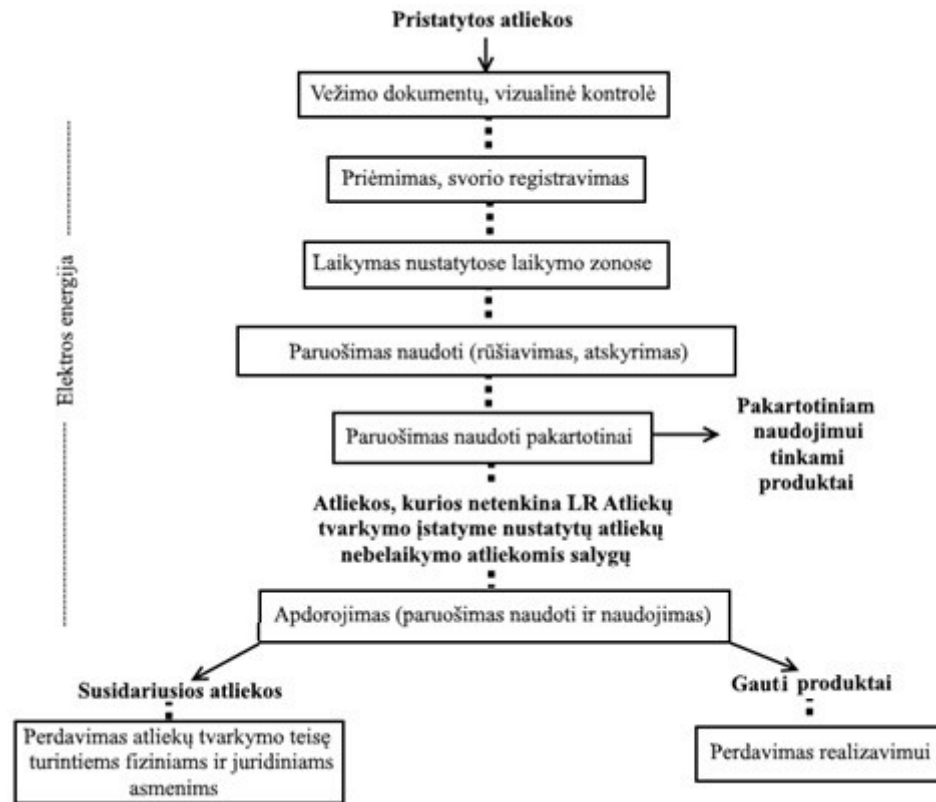 Pristatytos atliekos
Vežimo dokumentų, vizualinė kontrolė
Priėmimas, svorio registravimas
Laikymas nustatytose laikymo zonose
Elektros energija
Paruošimas naudoti (rūšiavimas, atskyrimas)
Paruošimas naudoti pakartotinai
Pakartotiniam
naudojimui
tinkami
produktai
Atliekos, kurios netenkina LR Atliekų
tvarkymo įstatyme nustatytų atliekų
nebelaikymo atliekomis salygų
Apdorojimas (paruošimas naudoti ir naudojimas)
Susidariusios atliekos
Perdavimas atliekų tvarkymo teisę
turintiems fiziniams ir juridiniams
asmenims
Gauti produktai
Perdavimas realizavimui